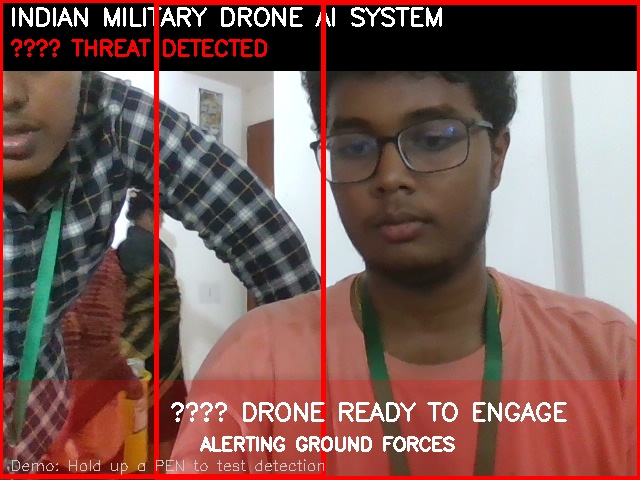 INDIAN MILITARY DRONE AI SYSTEM
???? THREAT DETECTED
???? DRONE READY TO ENGAGE
ALERTING GROUND FORCES
Demo: Hold up a PEN to test detection